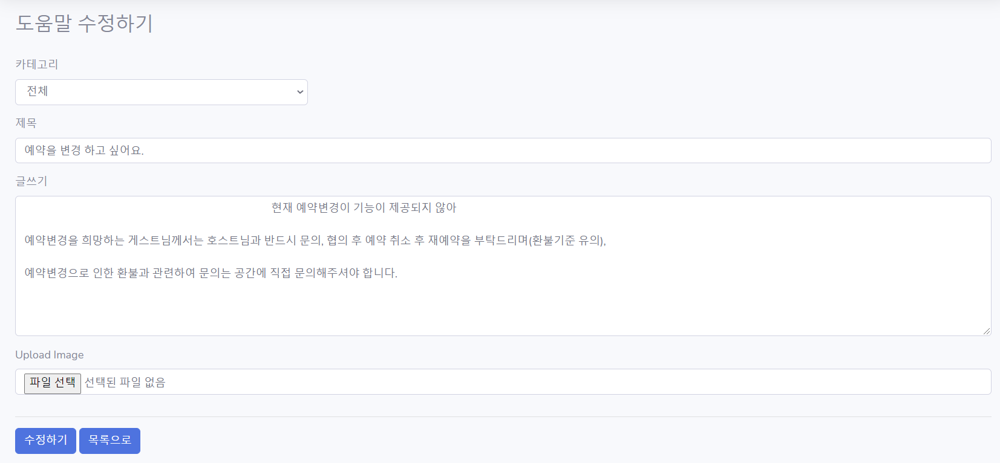 도움말 수정하기
카테고리
전체
제목
예약을 변경 하고 싶어요.
글쓰기
현재 예약변경이 기능이 제공되지 않아
예약변경을 희망하는 게스트님께서는 호스트님과 반드시 문의, 협의 후 예약 취소 후 재예약을 부탁드리며(환불기준 유의),
예약변경으로 인한 환불과 관련하여 문의는 공간에 직접 문의해주셔야 합니다.
Upload Image
파일 선택 선택된 파일 없음
수정하기 목록으로